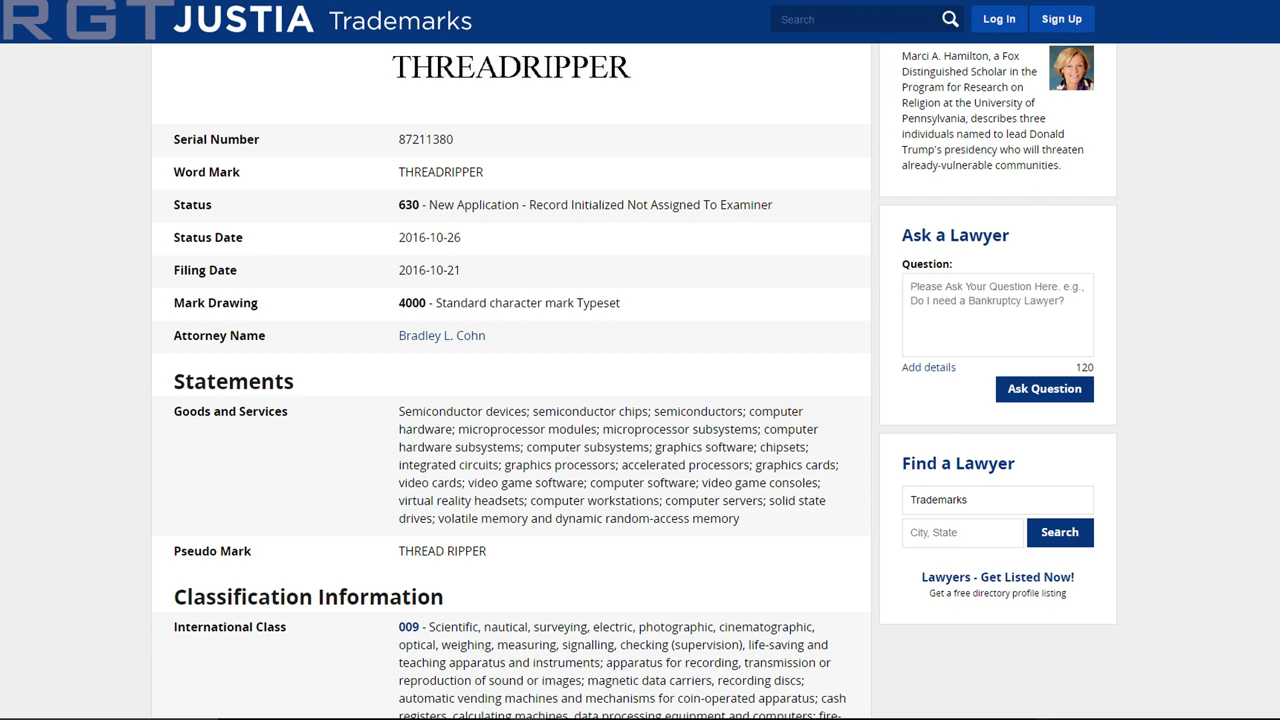 RGT JUSTIA Trademarks
Search
Log In
Sign Up
THREADRIPPER
Serial Number 87211380
Word Mark THREADRIPPER
Status 630 - New Application - Record Initialized Not Assigned To Examiner
Status Date 2016-10-26
Filing Date 2016-10-21
Mark Drawing 4000 - Standard character mark Typeset
Attorney Name Bradley L. Cohn
Statements
Goods and Services Semiconductor devices; semiconductor chips; semiconductors; computer
hardware; microprocessor modules; microprocessor subsystems; computer
hardware subsystems; computer subsystems; graphics software; chipsets;
integrated circuits; graphics processors; accelerated processors; graphics cards;
video cards; video game software; computer software; video game consoles;
virtual reality headsets; computer workstations; computer servers; solid state
drives; volatile memory and dynamic random-access memory
Pseudo Mark THREAD RIPPER
Classification Information
International Class 009 - Scientific, nautical, surveying, electric, photographic, cinematographic,
optical, weighing, measuring, signalling, checking (supervision), life-saving and
teaching apparatus and instruments; apparatus for recording, transmission or
reproduction of sound or images; magnetic data carriers, recording discs;
automatic vending machines and mechanisms for coin-operated apparatus; cash
registers, calculating machines, data processing equipment and computers; fire-
Marci A. Hamilton, a Fox
Distinguished Scholar in the
Program for Research on
Religion at the University of
Pennsylvania, describes three
individuals named to lead Donald
Trump's presidency who will threaten
already-vulnerable communities.
Ask a Lawyer
Question:
Please Ask Your Question Here. e.g.,
Do I need a Bankruptcy Lawyer?
Add details 120
Ask Question
Find a Lawyer
Trademarks
City, State
Search
Lawyers - Get Listed Now!
Get a free directory profile listing